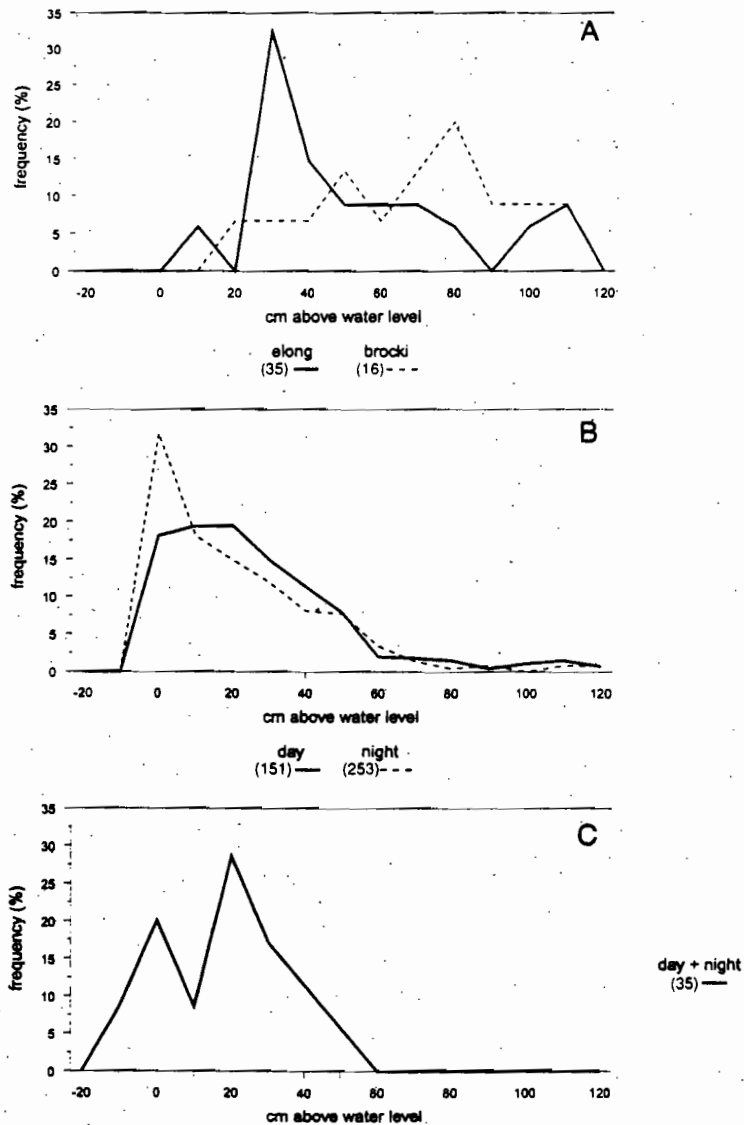 A
35
30
25
20
15
10
5
0
frequency (%)
-20 0 20 40 60 80 100 120
cm above water level
elong brocki
(35) — (16) - - -
B
35
30
25
20
15
10
5
0
frequency (%)
-20 0 20 40 60 80 100 120
cm above water level
day night
(151) — (253) - - -
C
35
30
25
20
15
10
5
0
frequency (%)
-20 0 20 40 60 80 100 120
cm above water level
day + night
(35) —